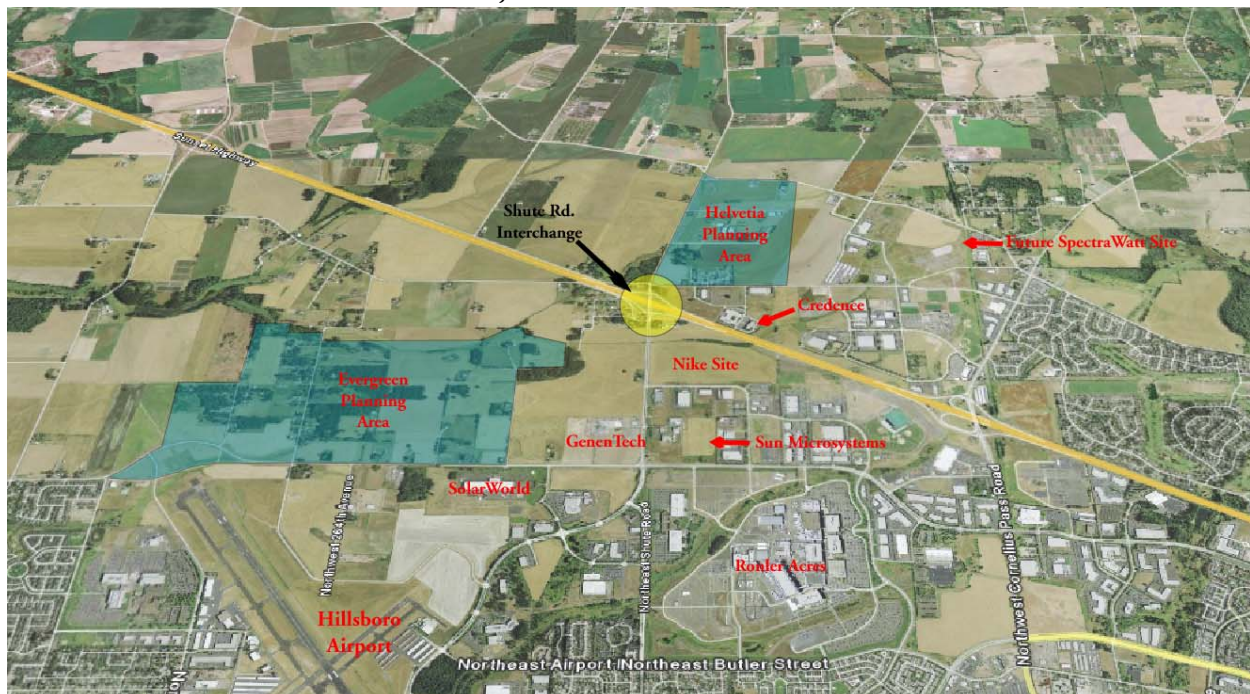 Sunset Highway
Shute Rd.
Interchange
Helvetia
Planning
Area
Future SpectraWatt Site
Credence
Nike Site
Evergreen
Planning
Area
GenenTech
Sun Microsystems
SolarWorld
Northwest 264th Avenue
Northeast Shute Road
Ronler Acres
Northwest Cornelius Pass Road
Hillsboro
Airport
Northeast Airport/Northeast Butler Street